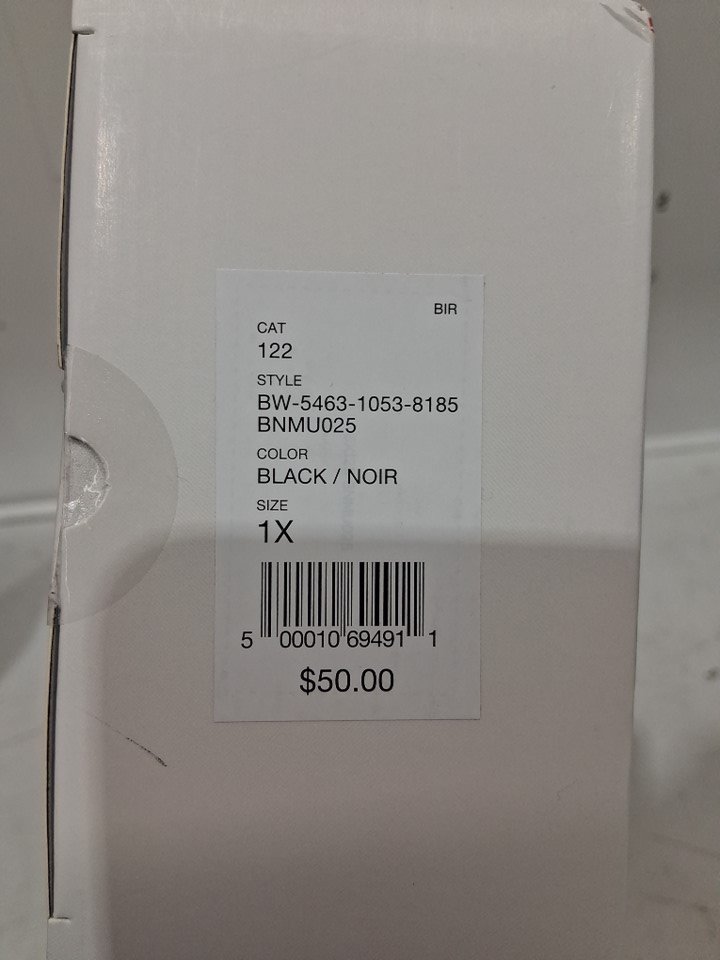 BIR
CAT
122
STYLE
BW-5463-1053-8185
BNMU025
COLOR
BLACK / NOIR
SIZE
1X
5 00010 69491 1
$50.00